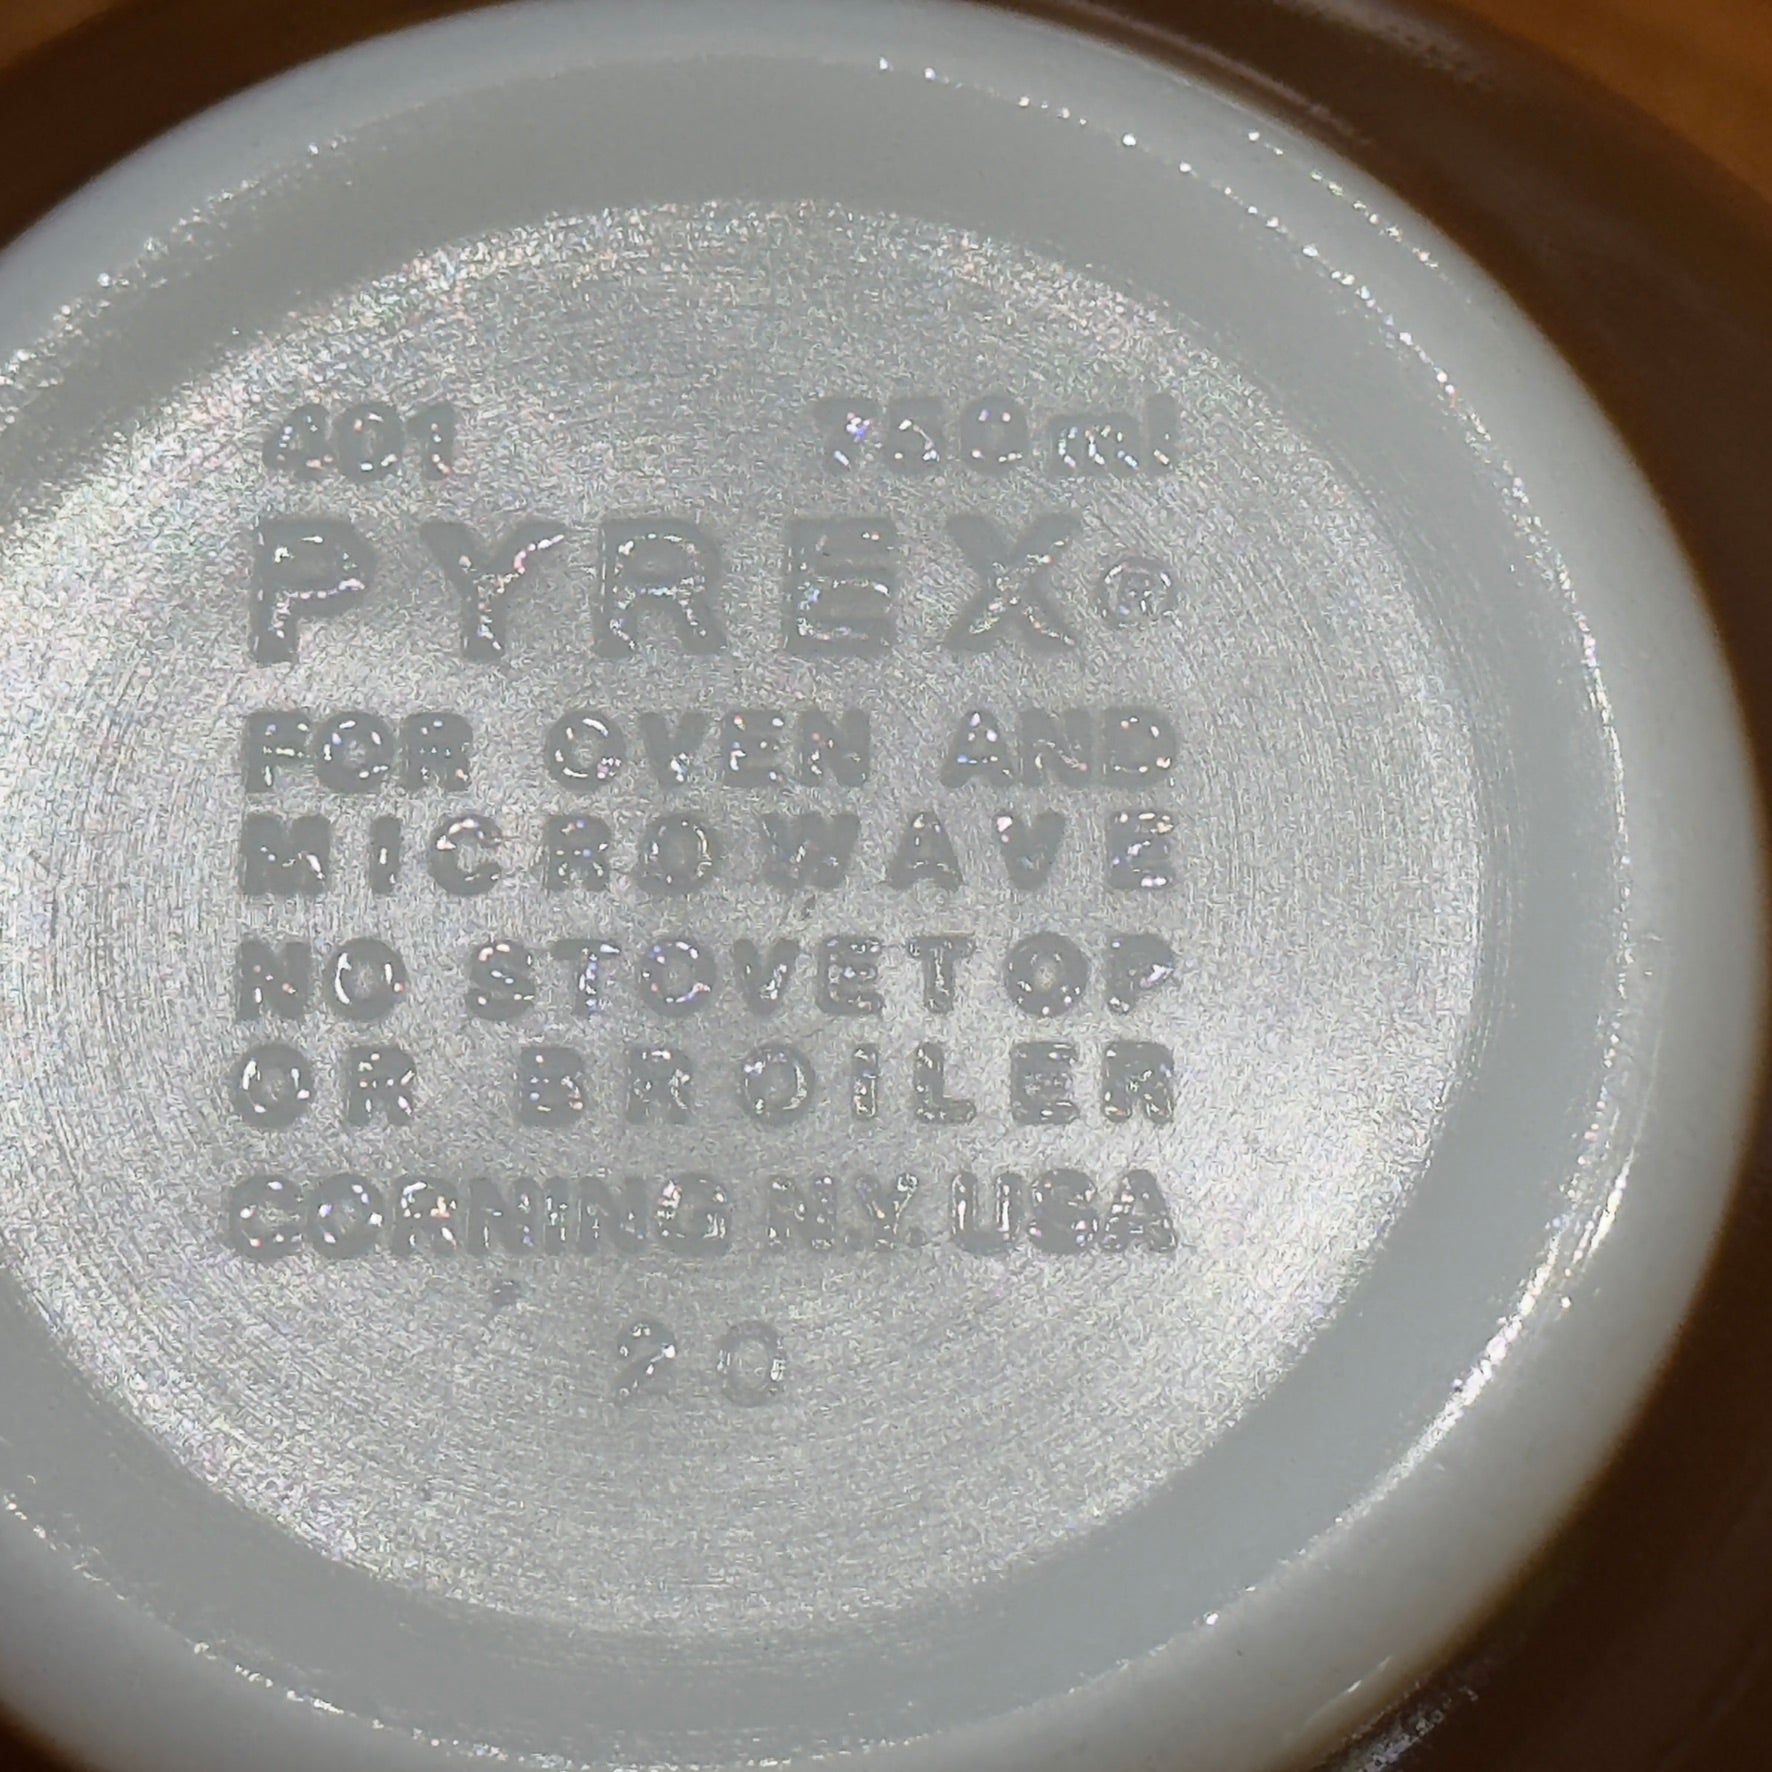 401 750ml
PYREX®
FOR OVEN AND
MICROWAVE
NO STOVETOP
OR BROILER
CORNING N.Y. USA
20